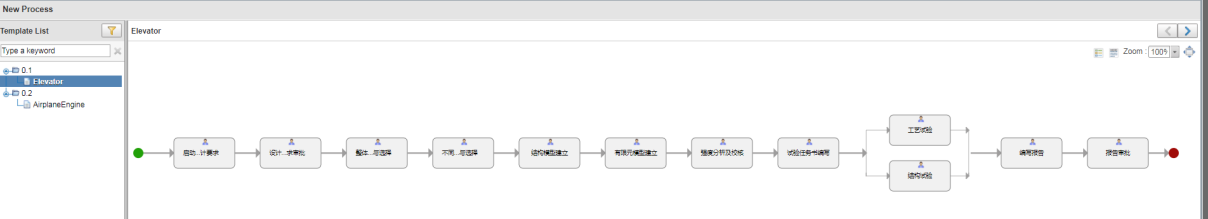 New Process
Template List
Elevator
Type a keyword
Zoom : 100%
0.1
Elevator
0.2
AirplaneEngine
启动...计要求
设计...求审批
整体...与选择
不同...与选择
结构模型建立
有限元模型建立
强度分析及校核
试验任务书编写
工艺试验
结构试验
编写报告
报告审批